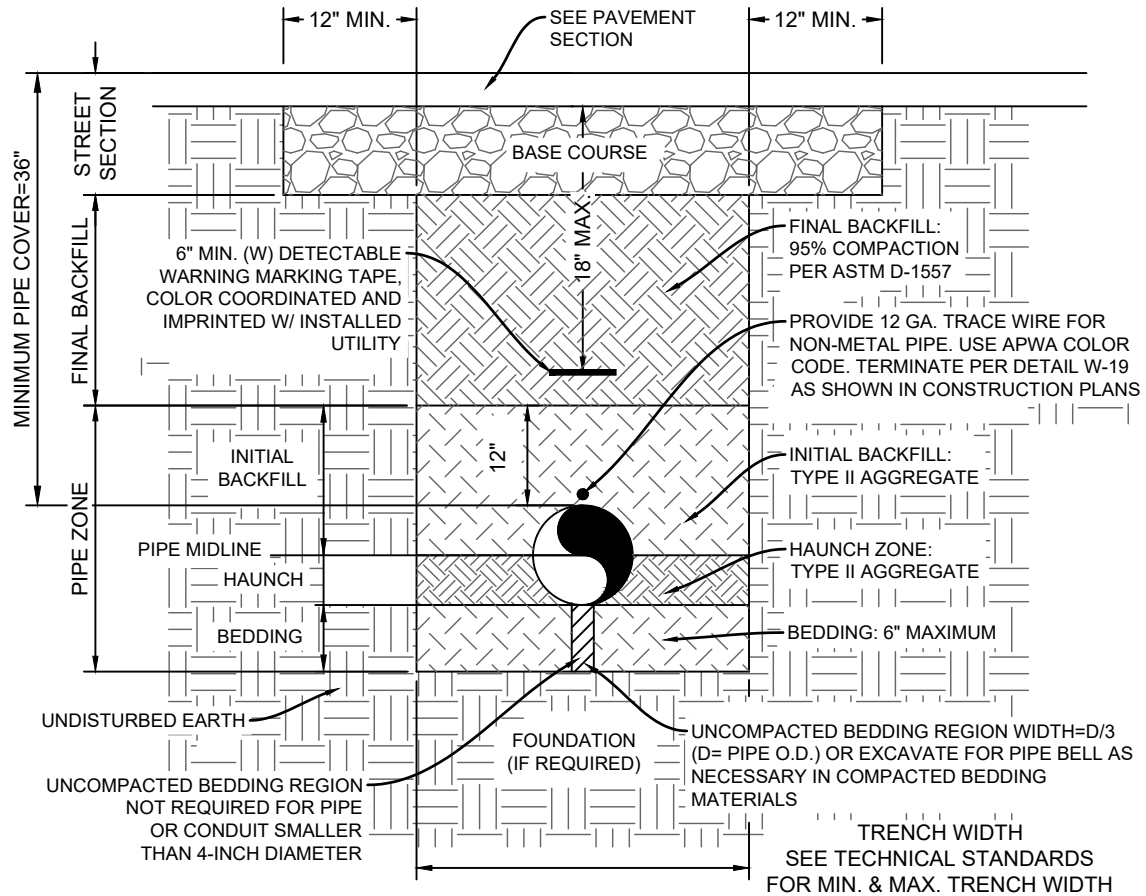 12" MIN.
SEE PAVEMENT
SECTION
12" MIN.
MINIMUM PIPE COVER=36"
STREET
SECTION
BASE COURSE
18" MAX.
FINAL BACKFILL
6" MIN. (W) DETECTABLE
WARNING MARKING TAPE,
COLOR COORDINATED AND
IMPRINTED W/ INSTALLED
UTILITY
FINAL BACKFILL:
95% COMPACTION
PER ASTM D-1557
PROVIDE 12 GA. TRACE WIRE FOR
NON-METAL PIPE. USE APWA COLOR
CODE. TERMINATE PER DETAIL W-19
AS SHOWN IN CONSTRUCTION PLANS
PIPE ZONE
INITIAL
BACKFILL
12"
INITIAL BACKFILL:
TYPE II AGGREGATE
PIPE MIDLINE
HAUNCH
HAUNCH ZONE:
TYPE II AGGREGATE
BEDDING
BEDDING: 6" MAXIMUM
UNDISTURBED EARTH
FOUNDATION
(IF REQUIRED)
UNCOMPACTED BEDDING REGION WIDTH=D/3
(D= PIPE O.D.) OR EXCAVATE FOR PIPE BELL AS
NECESSARY IN COMPACTED BEDDING
MATERIALS
UNCOMPACTED BEDDING REGION
NOT REQUIRED FOR PIPE
OR CONDUIT SMALLER
THAN 4-INCH DIAMETER
TRENCH WIDTH
SEE TECHNICAL STANDARDS
FOR MIN. & MAX. TRENCH WIDTH